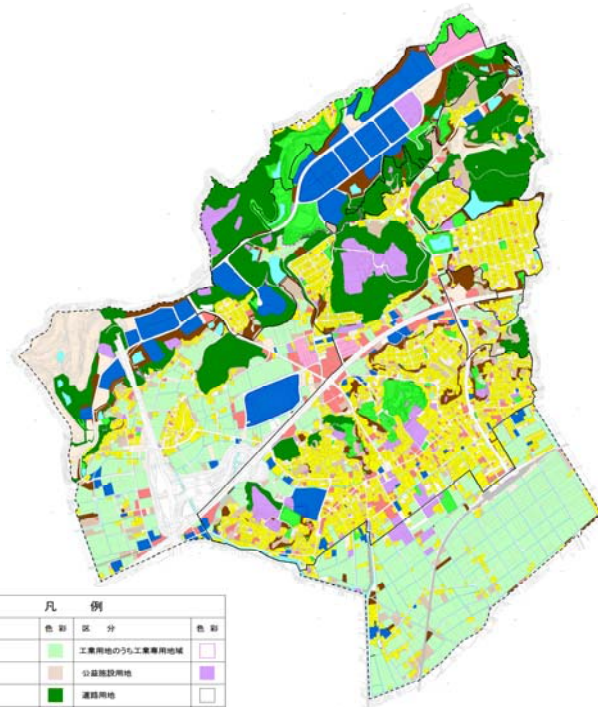 凡 例
色 彩 区 分 色 彩
工業用地のうち工業専用地域
公益施設用地
道路用地